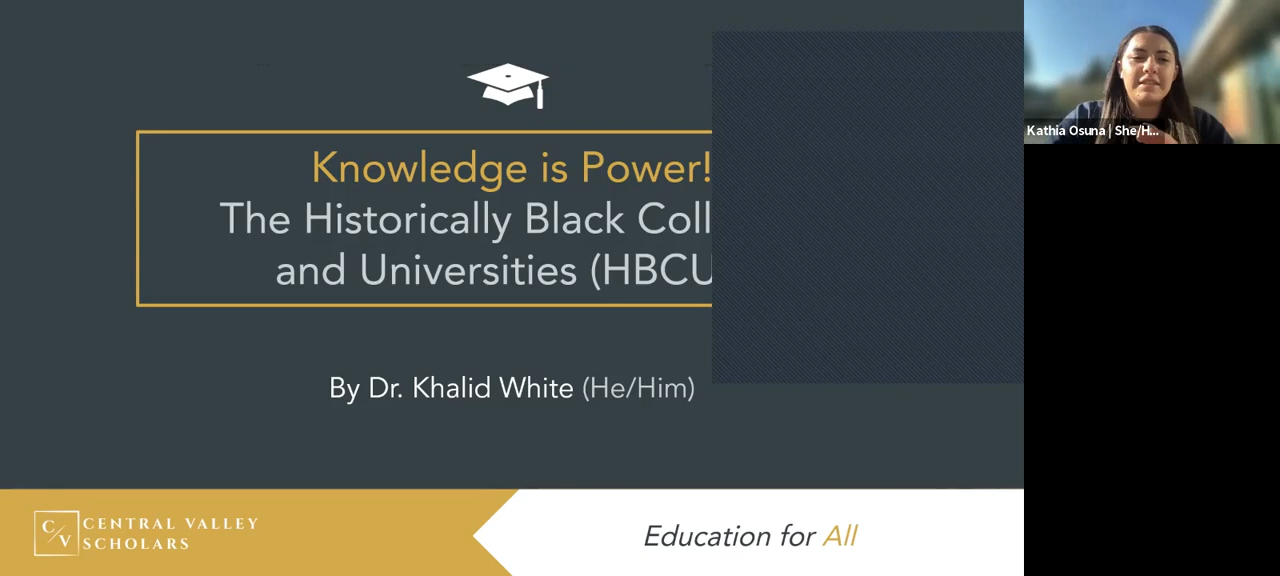 Knowledge is Power!
The Historically Black Coll
and Universities (HBCU
By Dr. Khalid White (He/Him)
C/V CENTRAL VALLEY
SCHOLARS
Education for All
Kathia Osuna | She/H...